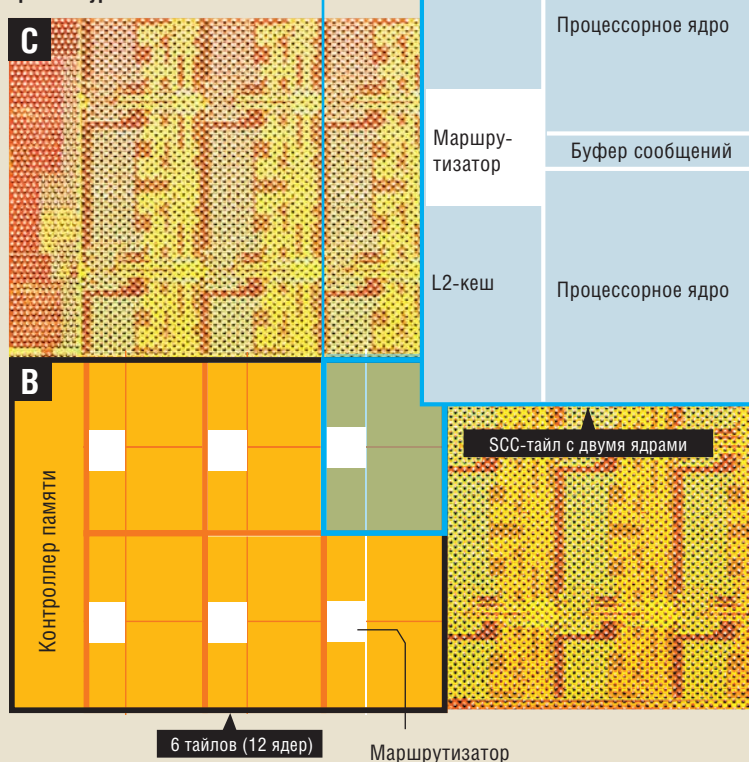 C
Процессорное ядро
Маршру-
тизатор
Буфер сообщений
L2-кеш
Процессорное ядро
B
Контроллер памяти
SCC-тайл с двумя ядрами
6 тайлов (12 ядер)
Маршрутизатор